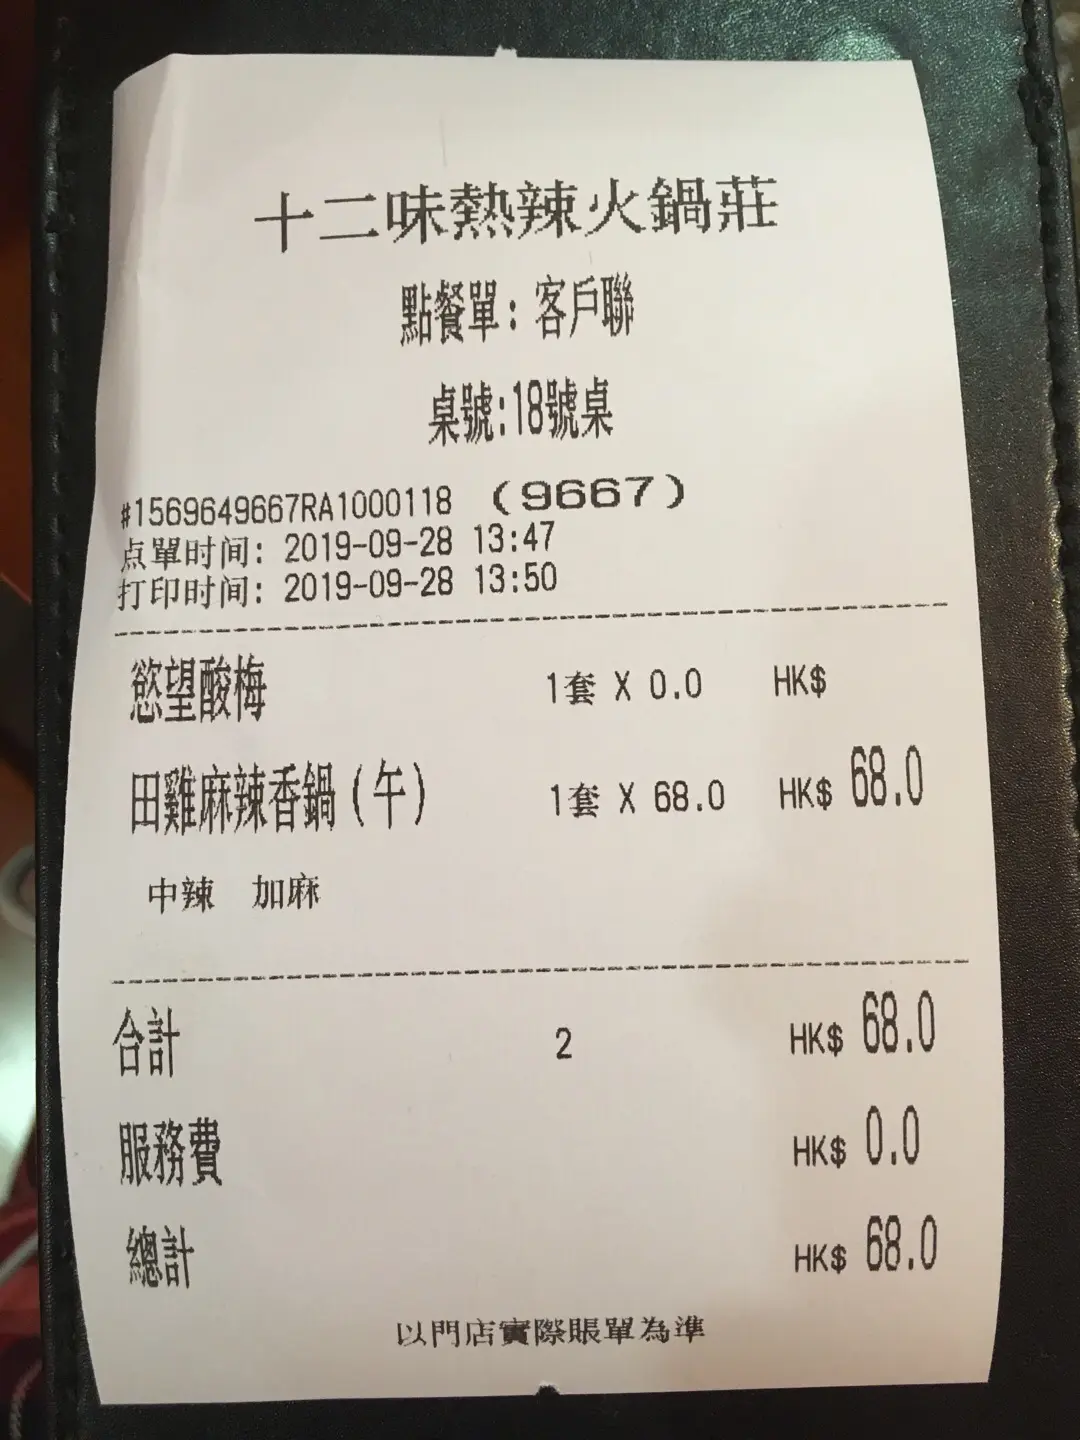 十二味熱辣火鍋莊
點餐單：客戶聯
桌號:18號桌
#1569649667RA1000118 (9667)
点單时间: 2019-09-28 13:47
打印时间: 2019-09-28 13:50
慾望酸梅 1套 X 0.0 HK$
田雞麻辣香鍋(午) 1套 X 68.0 HK$ 68.0
中辣 加麻
合計 2 HK$ 68.0
服務費 HK$ 0.0
總計 HK$ 68.0
以門店實際賬單為準